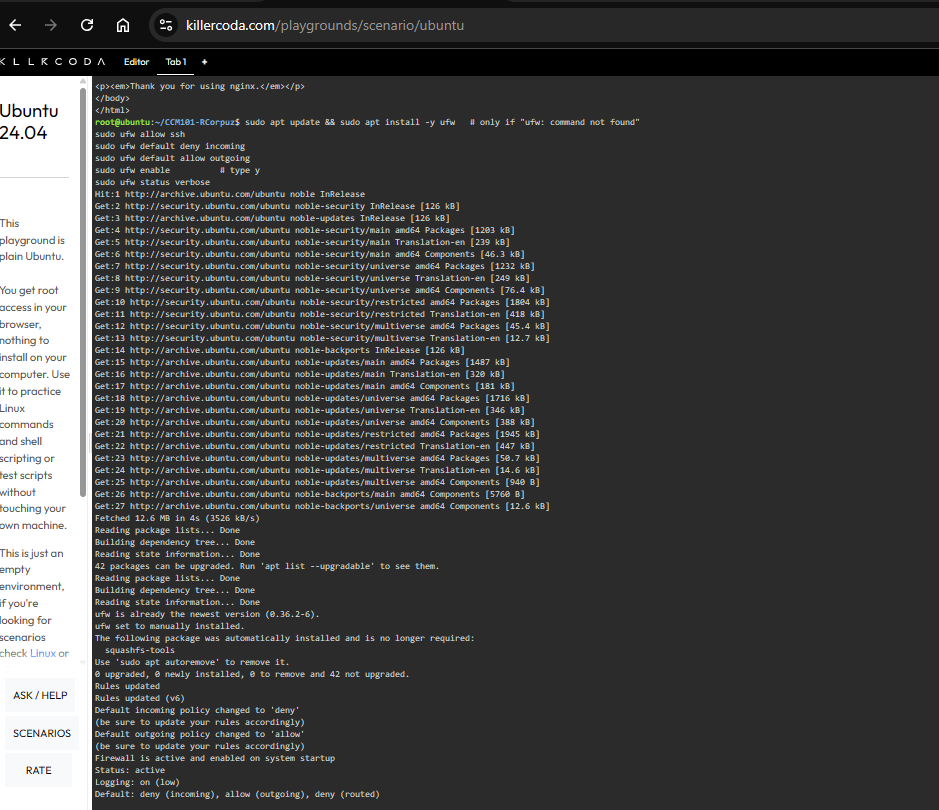 killercoda.com/playgrounds/scenario/ubuntu
KILLERCODA
Editor
Tab 1
+
Ubuntu
24.04
This
playground is
plain Ubuntu.
You get root
access in your
browser,
nothing to
install on your
computer. Use
it to practice
Linux
commands
and shell
scripting or
test scripts
without
touching your
own machine.
This is just an
empty
environment,
if you're
looking for
scenarios
check Linux or
ASK / HELP
SCENARIOS
RATE
<p><em>Thank you for using nginx.</em></p>
</body>
</html>
root@ubuntu:~/CCM101-RCorpuz$ sudo apt update && sudo apt install -y ufw   # only if "ufw: command not found"
sudo ufw allow ssh
sudo ufw default deny incoming
sudo ufw default allow outgoing
sudo ufw enable          # type y
sudo ufw status verbose
Hit:1 http://archive.ubuntu.com/ubuntu noble InRelease
Get:2 http://security.ubuntu.com/ubuntu noble-security InRelease [126 kB]
Get:3 http://archive.ubuntu.com/ubuntu noble-updates InRelease [126 kB]
Get:4 http://security.ubuntu.com/ubuntu noble-security/main amd64 Packages [1203 kB]
Get:5 http://security.ubuntu.com/ubuntu noble-security/main Translation-en [239 kB]
Get:6 http://security.ubuntu.com/ubuntu noble-security/main amd64 Components [46.3 kB]
Get:7 http://security.ubuntu.com/ubuntu noble-security/universe amd64 Packages [1232 kB]
Get:8 http://security.ubuntu.com/ubuntu noble-security/universe Translation-en [249 kB]
Get:9 http://security.ubuntu.com/ubuntu noble-security/universe amd64 Components [76.4 kB]
Get:10 http://security.ubuntu.com/ubuntu noble-security/restricted amd64 Packages [1804 kB]
Get:11 http://security.ubuntu.com/ubuntu noble-security/restricted Translation-en [418 kB]
Get:12 http://security.ubuntu.com/ubuntu noble-security/multiverse amd64 Packages [45.4 kB]
Get:13 http://security.ubuntu.com/ubuntu noble-security/multiverse Translation-en [12.7 kB]
Get:14 http://archive.ubuntu.com/ubuntu noble-backports InRelease [126 kB]
Get:15 http://archive.ubuntu.com/ubuntu noble-updates/main amd64 Packages [1487 kB]
Get:16 http://archive.ubuntu.com/ubuntu noble-updates/main Translation-en [320 kB]
Get:17 http://archive.ubuntu.com/ubuntu noble-updates/main amd64 Components [181 kB]
Get:18 http://archive.ubuntu.com/ubuntu noble-updates/universe amd64 Packages [1716 kB]
Get:19 http://archive.ubuntu.com/ubuntu noble-updates/universe Translation-en [346 kB]
Get:20 http://archive.ubuntu.com/ubuntu noble-updates/universe amd64 Components [388 kB]
Get:21 http://archive.ubuntu.com/ubuntu noble-updates/restricted amd64 Packages [1945 kB]
Get:22 http://archive.ubuntu.com/ubuntu noble-updates/restricted Translation-en [447 kB]
Get:23 http://archive.ubuntu.com/ubuntu noble-updates/multiverse amd64 Packages [50.7 kB]
Get:24 http://archive.ubuntu.com/ubuntu noble-updates/multiverse Translation-en [14.6 kB]
Get:25 http://archive.ubuntu.com/ubuntu noble-updates/multiverse amd64 Components [940 B]
Get:26 http://archive.ubuntu.com/ubuntu noble-backports/main amd64 Components [5760 B]
Get:27 http://archive.ubuntu.com/ubuntu noble-backports/universe amd64 Components [12.6 kB]
Fetched 12.6 MB in 4s (3526 kB/s)
Reading package lists... Done
Building dependency tree... Done
Reading state information... Done
42 packages can be upgraded. Run 'apt list --upgradable' to see them.
Reading package lists... Done
Building dependency tree... Done
Reading state information... Done
ufw is already the newest version (0.36.2-6).
ufw set to manually installed.
The following package was automatically installed and is no longer required:
  squashfs-tools
Use 'sudo apt autoremove' to remove it.
0 upgraded, 0 newly installed, 0 to remove and 42 not upgraded.
Rules updated
Rules updated (v6)
Default incoming policy changed to 'deny'
(be sure to update your rules accordingly)
Default outgoing policy changed to 'allow'
(be sure to update your rules accordingly)
Firewall is active and enabled on system startup
Status: active
Logging: on (low)
Default: deny (incoming), allow (outgoing), deny (routed)